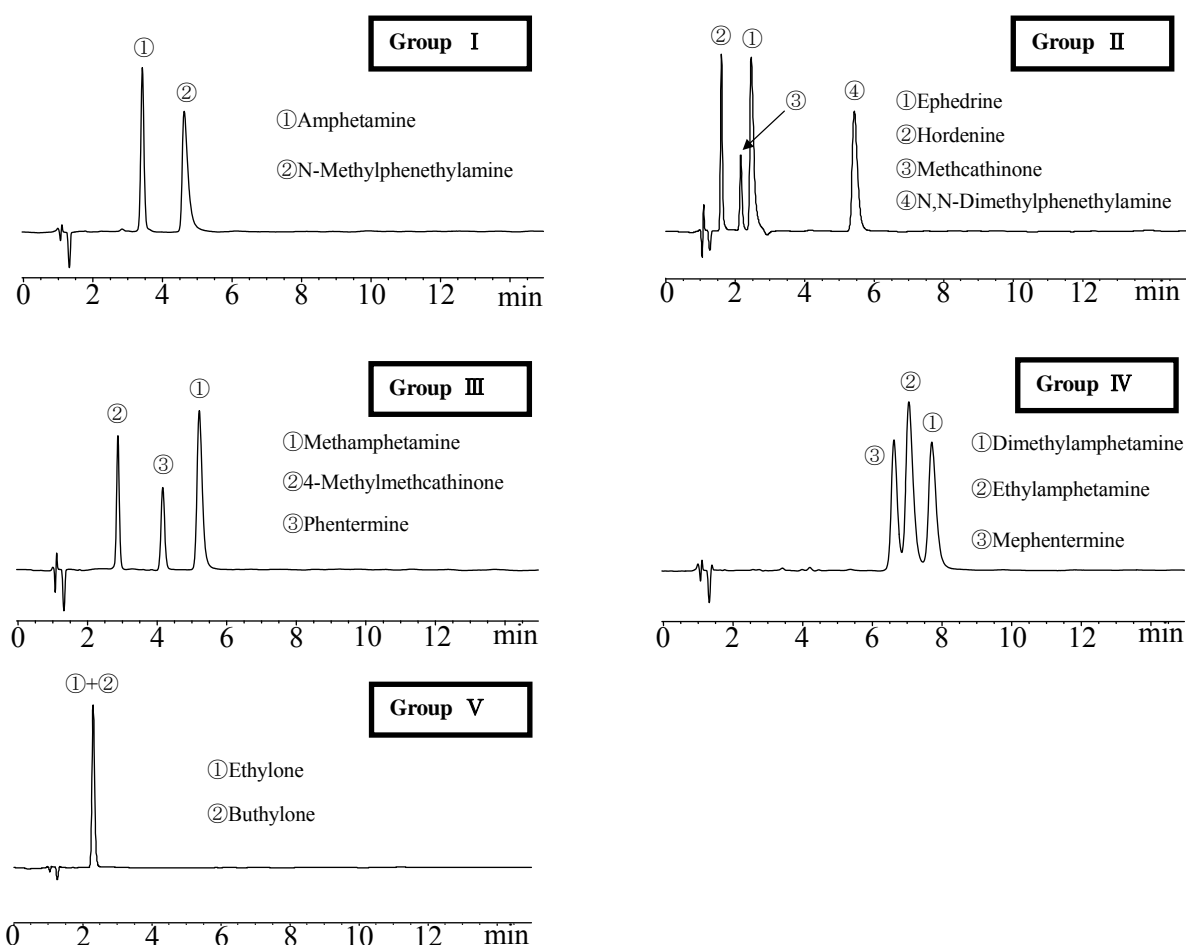 Group Ⅰ
① ②
①Amphetamine
②N-Methylphenethylamine
0 2 4 6 8 10 12 min
Group Ⅱ
② ① ③ ④
①Ephedrine
②Hordenine
③Methcathinone
④N,N-Dimethylphenethylamine
0 2 4 6 8 10 12 min
Group Ⅲ
② ③ ①
①Methamphetamine
②4-Methylmethcathinone
③Phentermine
0 2 4 6 8 10 12 min
Group Ⅳ
③ ② ①
①Dimethylamphetamine
②Ethylamphetamine
③Mephentermine
0 2 4 6 8 10 12 min
Group Ⅴ
①+②
①Ethylone
②Buthylone
0 2 4 6 8 10 12 min